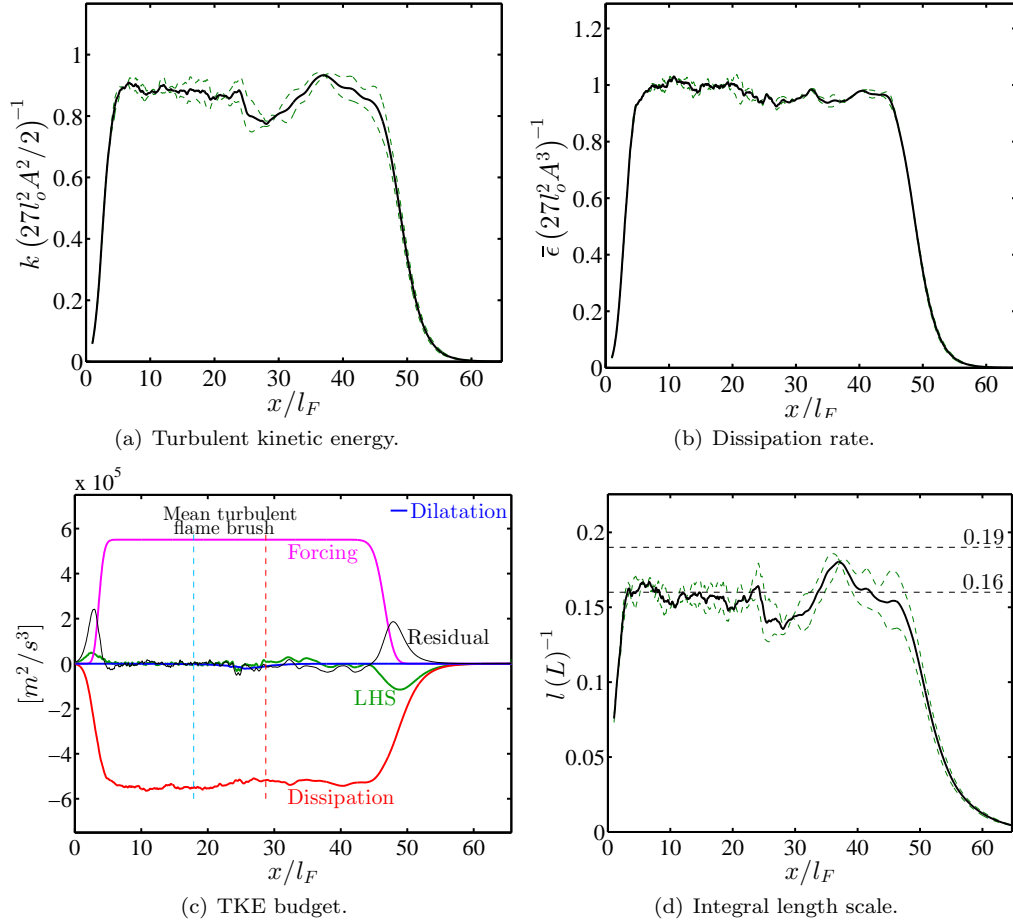 1
0.8
0.6
0.4
0.2
0
0 10 20 30 40 50 60
k (27l_o^2 A^2/2)^{-1}
x/l_F
(a) Turbulent kinetic energy.
1.2
1
0.8
0.6
0.4
0.2
0
0 10 20 30 40 50 60
\overline{ϵ} (27l_o^2 A^3)^{-1}
x/l_F
(b) Dissipation rate.
x 10^5
6
4
2
0
−2
−4
−6
0 10 20 30 40 50 60
[m^2/s^3]
Mean turbulent
flame brush
Dilatation
Forcing
Residual
LHS
Dissipation
x/l_F
(c) TKE budget.
0.2
0.15
0.1
0.05
0
0 10 20 30 40 50 60
l (L)^{-1}
0.19
0.16
x/l_F
(d) Integral length scale.